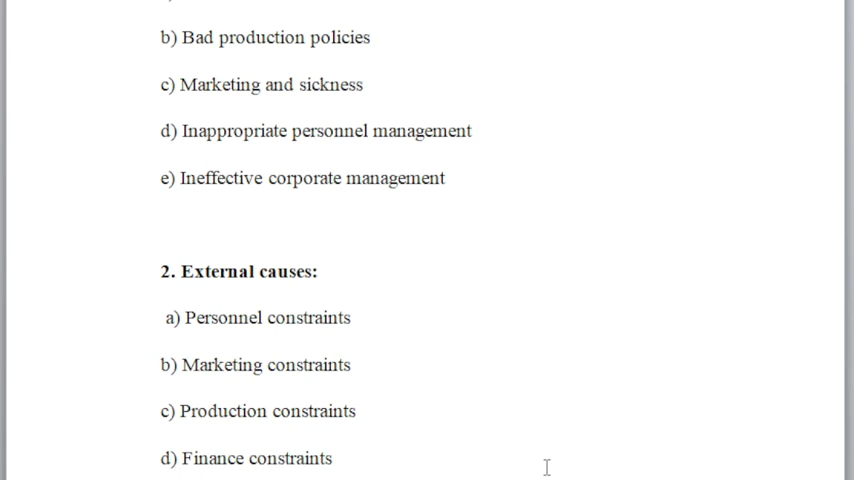 b) Bad production policies
c) Marketing and sickness
d) Inappropriate personnel management
e) Ineffective corporate management
2. External causes:
a) Personnel constraints
b) Marketing constraints
c) Production constraints
d) Finance constraints